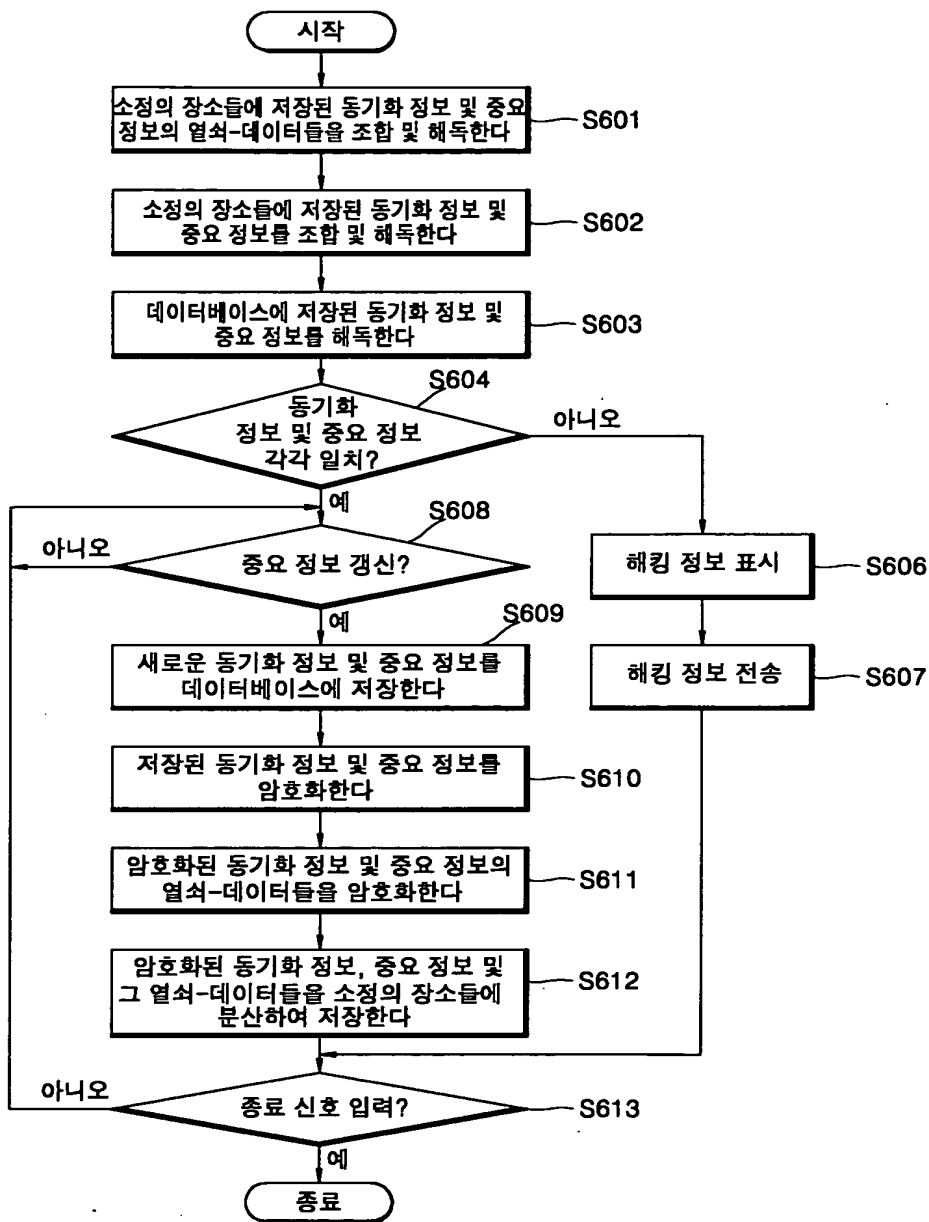 시작
소정의 장소들에 저장된 동기화 정보 및 중요
정보의 열쇠-데이터들을 조합 및 해독한다
S601
소정의 장소들에 저장된 동기화 정보 및
중요 정보를 조합 및 해독한다
S602
데이터베이스에 저장된 동기화 정보 및
중요 정보를 해독한다
S603
S604
동기화
정보 및 중요 정보
각각 일치?
아니오
예
S608
아니오
중요 정보 갱신?
해킹 정보 표시
S606
예
S609
새로운 동기화 정보 및 중요 정보를
데이터베이스에 저장한다
해킹 정보 전송
S607
저장된 동기화 정보 및 중요 정보를
암호화한다
S610
암호화된 동기화 정보 및 중요 정보의
열쇠-데이터들을 암호화한다
S611
암호화된 동기화 정보, 중요 정보 및
그 열쇠-데이터들을 소정의 장소들에
분산하여 저장한다
S612
아니오
종료 신호 입력?
S613
예
종료